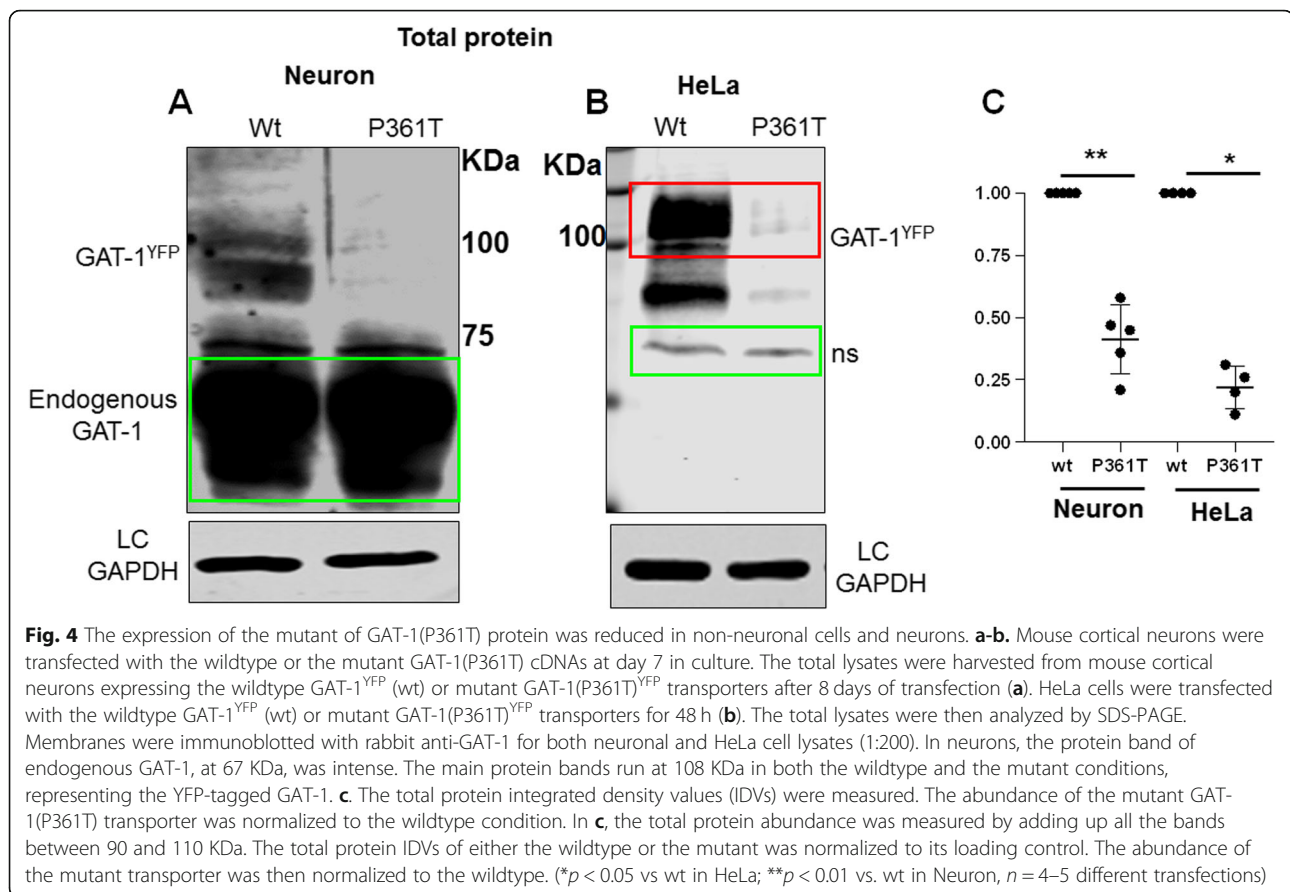 Total protein
Neuron
HeLa
A
B
C
Wt
P361T
Wt
P361T
KDa
KDa
**
*
GAT-1^YFP
100
100
GAT-1^YFP
75
ns
Endogenous
GAT-1
LC
GAPDH
LC
GAPDH
1.00
0.75
0.50
0.25
0.00
wt
P361T
wt
P361T
Neuron
HeLa
Fig. 4 The expression of the mutant of GAT-1(P361T) protein was reduced in non-neuronal cells and neurons. a-b. Mouse cortical neurons were
transfected with the wildtype or the mutant GAT-1(P361T) cDNAs at day 7 in culture. The total lysates were harvested from mouse cortical
neurons expressing the wildtype GAT-1^YFP (wt) or mutant GAT-1(P361T)^YFP transporters after 8 days of transfection (a). HeLa cells were transfected
with the wildtype GAT-1^YFP (wt) or mutant GAT-1(P361T)^YFP transporters for 48 h (b). The total lysates were then analyzed by SDS-PAGE.
Membranes were immunoblotted with rabbit anti-GAT-1 for both neuronal and HeLa cell lysates (1:200). In neurons, the protein band of
endogenous GAT-1, at 67 KDa, was intense. The main protein bands run at 108 KDa in both the wildtype and the mutant conditions,
representing the YFP-tagged GAT-1. c. The total protein integrated density values (IDVs) were measured. The abundance of the mutant GAT-
1(P361T) transporter was normalized to the wildtype condition. In c, the total protein abundance was measured by adding up all the bands
between 90 and 110 KDa. The total protein IDVs of either the wildtype or the mutant was normalized to its loading control. The abundance of
the mutant transporter was then normalized to the wildtype. (*p < 0.05 vs wt in HeLa; **p < 0.01 vs. wt in Neuron, n = 4–5 different transfections)